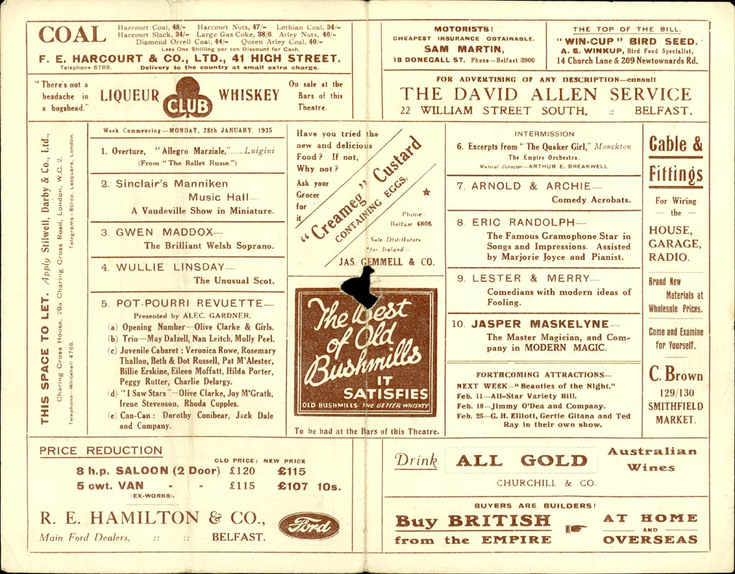 COAL
Harcourt Coal, 48/- Harcourt Nuts, 47/- Lothian Coal, 34/-
Harcourt Slack, 34/- Large Gas Coke, 38/6. Arley Nuts, 40/-
Diamond Orrell Coal, 44/- Queen Arley Coal, 40/-
Less One Shilling per ton Discount for Cash.
F. E. HARCOURT & CO., LTD., 41 HIGH STREET.
Telephone 6780. Delivery to the country at small extra charge.
"There's not a
headache in
a hogshead."
LIQUEUR CLUB WHISKEY
On sale at the
Bars of this
Theatre.
MOTORISTS!
CHEAPEST INSURANCE OBTAINABLE.
SAM MARTIN,
18 DONEGALL ST. Phone—Belfast 3900
THE TOP OF THE BILL.
"WIN-CUP" BIRD SEED.
A. S. WINKUP, Bird Food Specialist,
14 Church Lane & 209 Newtownards Rd.
FOR ADVERTISING OF ANY DESCRIPTION—consult
THE DAVID ALLEN SERVICE
22 WILLIAM STREET SOUTH, :: BELFAST.
THIS SPACE TO LET. Apply Stilwell, Darby & Co., Ltd.,
Charing Cross House, 29a Charing Cross Road, London, W.C. 2.
Telephone—Whitehall 4768. Telegrams—Stilda, Lesquare, London.
Week Commencing—MONDAY, 28th JANUARY, 1935
1. Overture, "Allegro Marziale,".....Luigini
(From "The Ballet Russe.")
2. Sinclair's Manniken
Music Hall—
A Vaudeville Show in Miniature.
3. GWEN MADDOX—
The Brilliant Welsh Soprano.
4. WULLIE LINSDAY—
The Unusual Scot.
5. POT-POURRI REVUETTE—
Presented by ALEC. GARDNER.
(a) Opening Number—Olive Clarke & Girls.
(b) Trio—May Dalzell, Nan Leitch, Molly Peel.
(c) Juvenile Cabaret: Veronica Rowe, Rosemary
Thallon, Beth & Dot Russell, Pat M'Alester,
Billie Erskine, Eileen Moffatt, Hilda Porter,
Peggy Rutter, Charlie Delargy.
(d) "I Saw Stars"—Olive Clarke, Joy M'Grath,
Irene Stevenson, Rhoda Cupples.
(e) Can-Can: Dorothy Conibear, Jack Dale
and Company.
Have you tried the
new and delicious
Food? If not,
Why not?
Ask your
Grocer
for
it
"Creameg" Custard
CONTAINING EGGS.
Phone
Belfast 4605
Sole Distributors
for Ireland—
JAS. GEMMELL & CO.
The Best
of Old
Bushmills
IT
SATISFIES
OLD BUSHMILLS THE BETTER WHISKEY
To be had at the Bars of this Theatre.
INTERMISSION
6. Excerpts from "The Quaker Girl," Monckton
The Empire Orchestra.
Musical Director—ARTHUR E. BREAKWELL
7. ARNOLD & ARCHIE—
Comedy Acrobats.
8. ERIC RANDOLPH—
The Famous Gramophone Star in
Songs and Impressions. Assisted
by Marjorie Joyce and Pianist.
9. LESTER & MERRY—
Comedians with modern ideas of
Fooling.
10. JASPER MASKELYNE—
The Master Magician, and Com-
pany in MODERN MAGIC.
FORTHCOMING ATTRACTIONS—
NEXT WEEK—"Beauties of the Night."
Feb. 11—All-Star Variety Bill.
Feb. 18—Jimmy O'Dea and Company.
Feb. 25—G. H. Elliott, Gertie Gitana and Ted
Ray in their own show.
Cable &
Fittings
For Wiring
the
HOUSE,
GARAGE,
RADIO.
Brand New
Materials at
Wholesale Prices.
Come and Examine
for Yourself.
C. Brown
129/130
SMITHFIELD
MARKET.
PRICE REDUCTION
OLD PRICE: NEW PRICE
8 h.p. SALOON (2 Door) £120 £115
5 cwt. VAN - - £115 £107 10s.
(EX-WORKS).
R. E. HAMILTON & CO.,
Main Ford Dealers, :: :: BELFAST.
Ford
Drink ALL GOLD Australian
Wines
CHURCHILL & CO.
BUYERS ARE BUILDERS!
Buy BRITISH AT HOME
AND
from the EMPIRE OVERSEAS